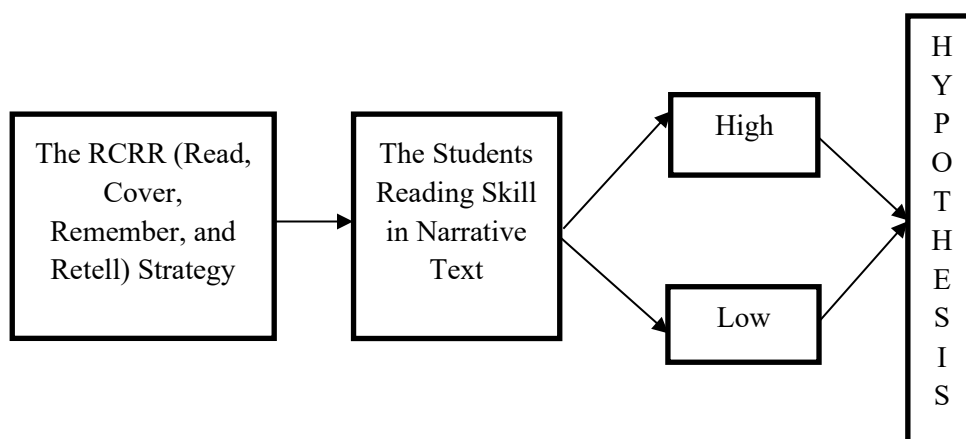 The RCRR (Read,
Cover,
Remember, and
Retell) Strategy
The Students
Reading Skill
in Narrative
Text
High
Low
H
Y
P
O
T
H
E
S
I
S